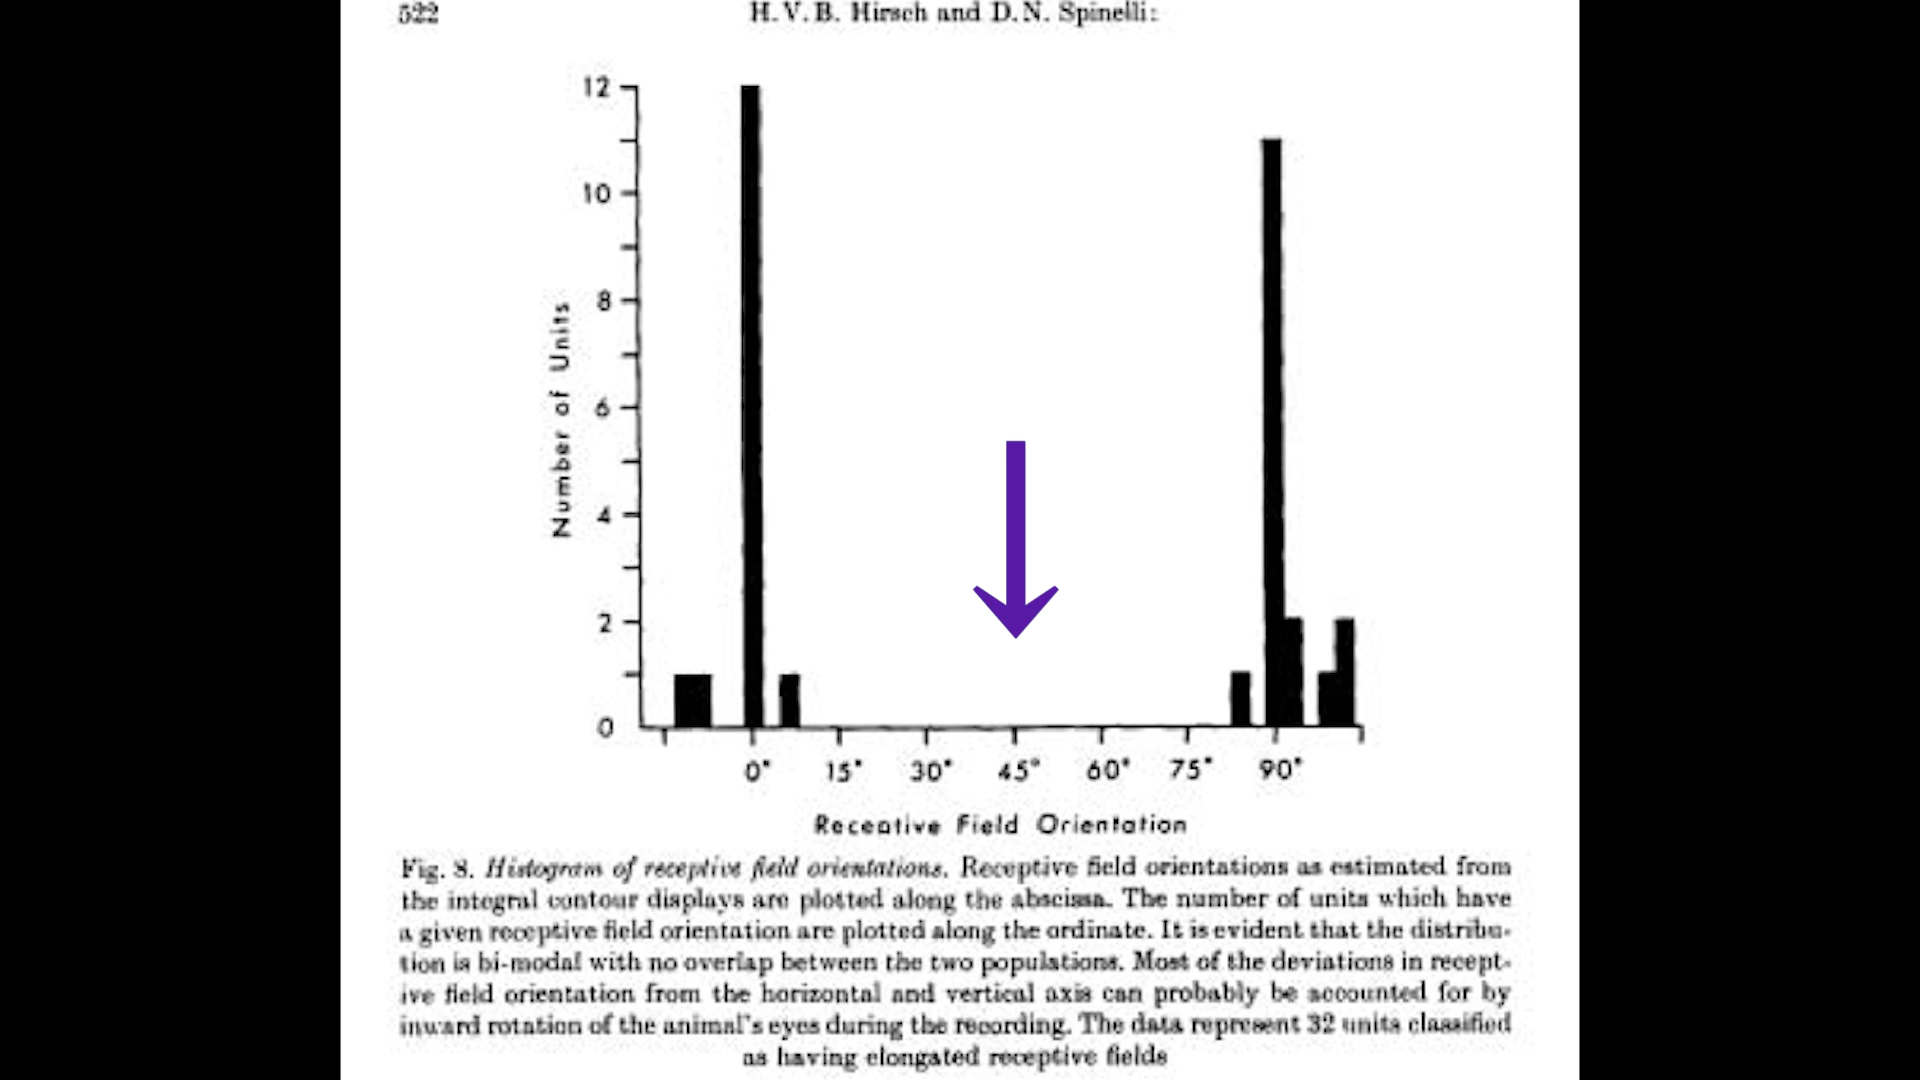 522
H. V. B. Hirsch and D. N. Spinelli:
12
10
8
6
4
2
0
Number of Units
0° 15° 30° 45° 60° 75° 90°
Receptive Field Orientation
Fig. 8. Histogram of receptive field orientations. Receptive field orientations as estimated from
the integral contour displays are plotted along the abscissa. The number of units which have
a given receptive field orientation are plotted along the ordinate. It is evident that the distribu-
tion is bi-modal with no overlap between the two populations. Most of the deviations in recept-
ive field orientation from the horizontal and vertical axis can probably be accounted for by
inward rotation of the animal's eyes during the recording. The data represent 32 units classified
as having elongated receptive fields